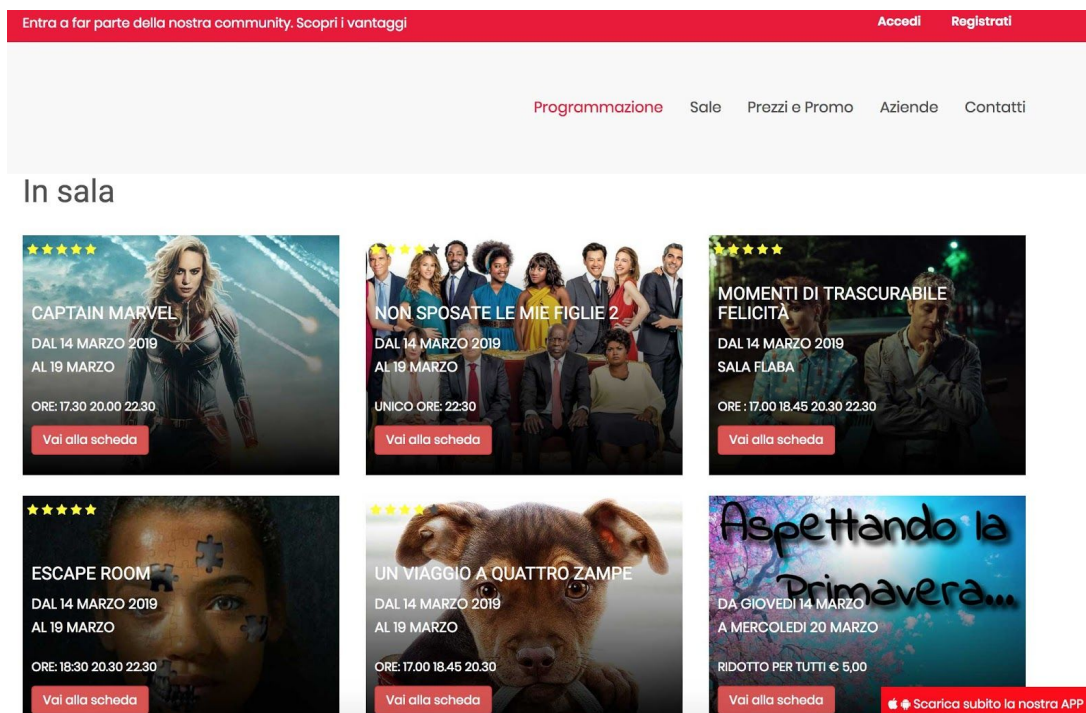 Entra a far parte della nostra community. Scopri i vantaggi
Accedi Registrati
Programmazione Sale Prezzi e Promo Aziende Contatti
In sala
CAPTAIN MARVEL
DAL 14 MARZO 2019
AL 19 MARZO
ORE: 17.30 20.00 22.30
Vai alla scheda
NON SPOSATE LE MIE FIGLIE 2
DAL 14 MARZO 2019
AL 19 MARZO
UNICO ORE: 22:30
Vai alla scheda
MOMENTI DI TRASCURABILE
FELICITÀ
DAL 14 MARZO 2019
SALA FLABA
ORE : 17.00 18.45 20.30 22.30
Vai alla scheda
ESCAPE ROOM
DAL 14 MARZO 2019
AL 19 MARZO
ORE: 18:30 20.30 22.30
Vai alla scheda
UN VIAGGIO A QUATTRO ZAMPE
DAL 14 MARZO 2019
AL 19 MARZO
ORE: 17.00 18.45 20.30
Vai alla scheda
Aspettando la
Primavera...
DA GIOVEDI 14 MARZO
A MERCOLEDI 20 MARZO
RIDOTTO PER TUTTI € 5,00
Vai alla scheda
Scarica subito la nostra APP